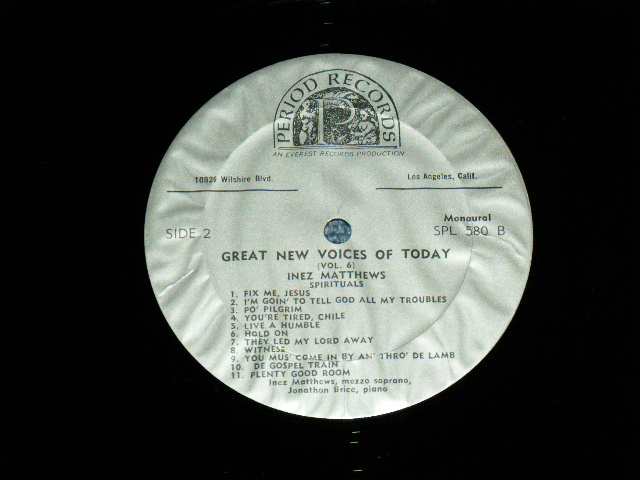 PERIOD RECORDS
P
AN EVEREST RECORDS PRODUCTION
10920 Wilshire Blvd.
Los Angeles, Calif.
Monaural
SIDE 2
SPL 580 B
GREAT NEW VOICES OF TODAY
(VOL. 6)
INEZ MATTHEWS
SPIRITUALS
1. FIX ME, JESUS
2. I'M GOIN' TO TELL GOD ALL MY TROUBLES
3. PO' PILGRIM
4. YOU'RE TIRED, CHILE
5. LIVE A HUMBLE
6. HOLD ON
7. THEY LED MY LORD AWAY
8. WITNESS
9. YOU MUS' COME IN BY AN' THRO' DE LAMB
10. DE GOSPEL TRAIN
11. PLENTY GOOD ROOM
Inez Matthews, mezzo soprano,
Jonathon Brice, piano